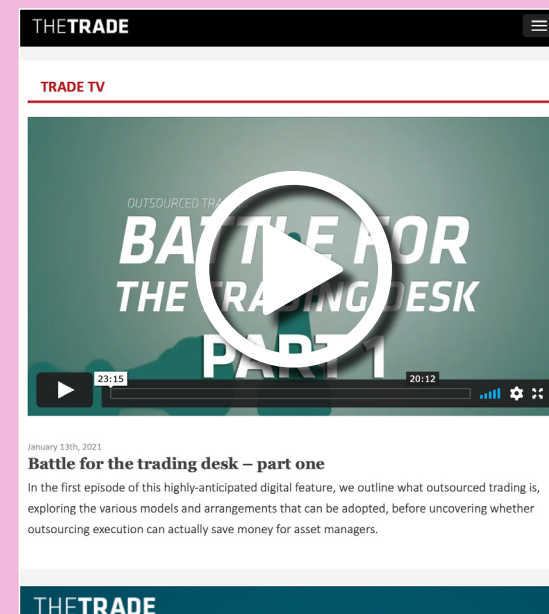 THETRADE
TRADE TV
OUTSOURCED
BATTLE FOR
THE TRADING DESK
PART 1
23:15
20:12
January 13th, 2021
Battle for the trading desk – part one
In the first episode of this highly-anticipated digital feature, we outline what outsourced trading is,
exploring the various models and arrangements that can be adopted, before uncovering whether
outsourcing execution can actually save money for asset managers.
THETRADE